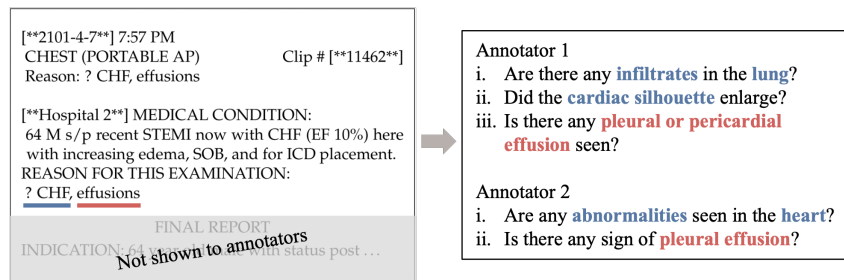 [**2101-4-7**] 7:57 PM
CHEST (PORTABLE AP) Clip # [**11462**]
Reason: ? CHF, effusions
[**Hospital 2**] MEDICAL CONDITION:
64 M s/p recent STEMI now with CHF (EF 10%) here
with increasing edema, SOB, and for ICD placement.
REASON FOR THIS EXAMINATION:
? CHF, effusions
FINAL REPORT
INDICATION: 64 year old male with status post ...
Not shown to annotators
Annotator 1
i. Are there any infiltrates in the lung?
ii. Did the cardiac silhouette enlarge?
iii. Is there any pleural or pericardial
effusion seen?
Annotator 2
i. Are any abnormalities seen in the heart?
ii. Is there any sign of pleural effusion?